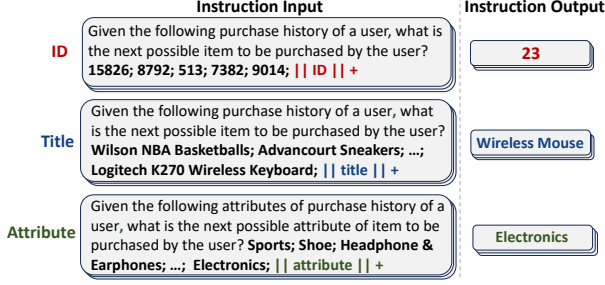 Instruction Input
Instruction Output
ID
Given the following purchase history of a user, what is
the next possible item to be purchased by the user?
15826; 8792; 513; 7382; 9014; || ID || +
23
Title
Given the following purchase history of a user, what
is the next possible item to be purchased by the user?
Wilson NBA Basketballs; Advancourt Sneakers; …;
Logitech K270 Wireless Keyboard; || title || +
Wireless Mouse
Attribute
Given the following attributes of purchase history of a
user, what is the next possible attribute of item to be
purchased by the user? Sports; Shoe; Headphone &
Earphones; …; Electronics; || attribute || +
Electronics